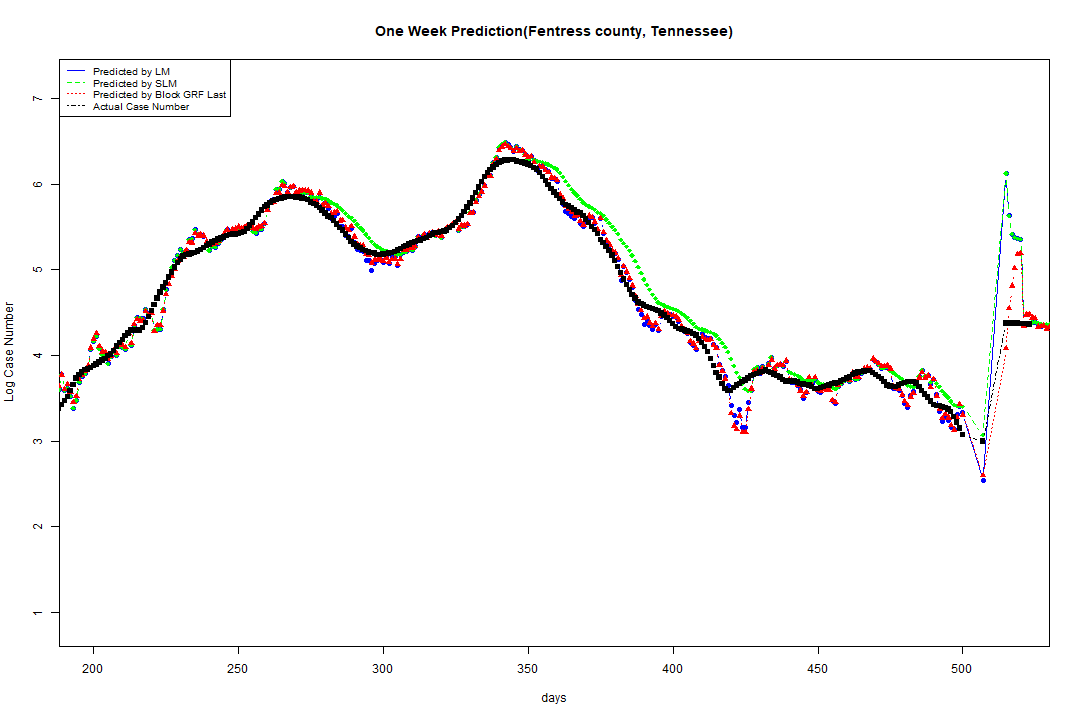 One Week Prediction(Fentress county, Tennessee)
Predicted by LM
Predicted by SLM
Predicted by Block GRF Last
Actual Case Number
Log Case Number
7
6
5
4
3
2
1
200 250 300 350 400 450 500
days